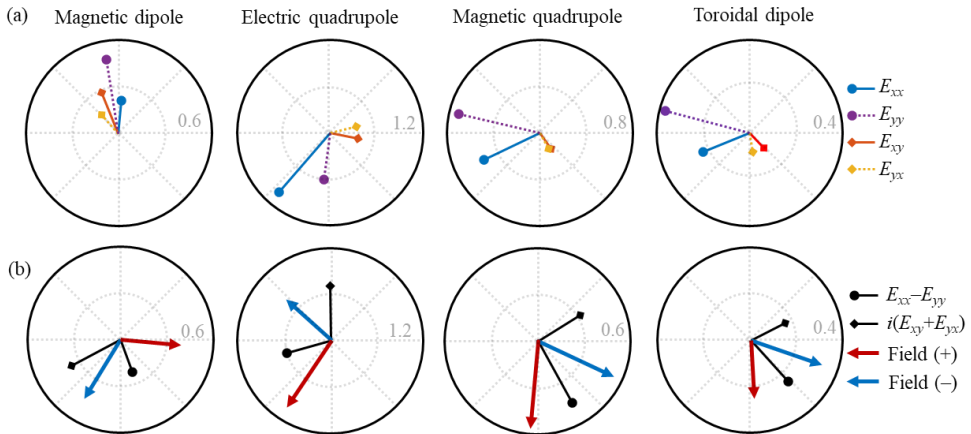 (a) Magnetic dipole Electric quadrupole Magnetic quadrupole Toroidal dipole
0.6 1.2 0.8 0.4
Exx
Eyy
Exy
Eyx
(b)
0.6 1.2 0.6 0.4
Exx−Eyy
i(Exy+Eyx)
Field (+)
Field (−)